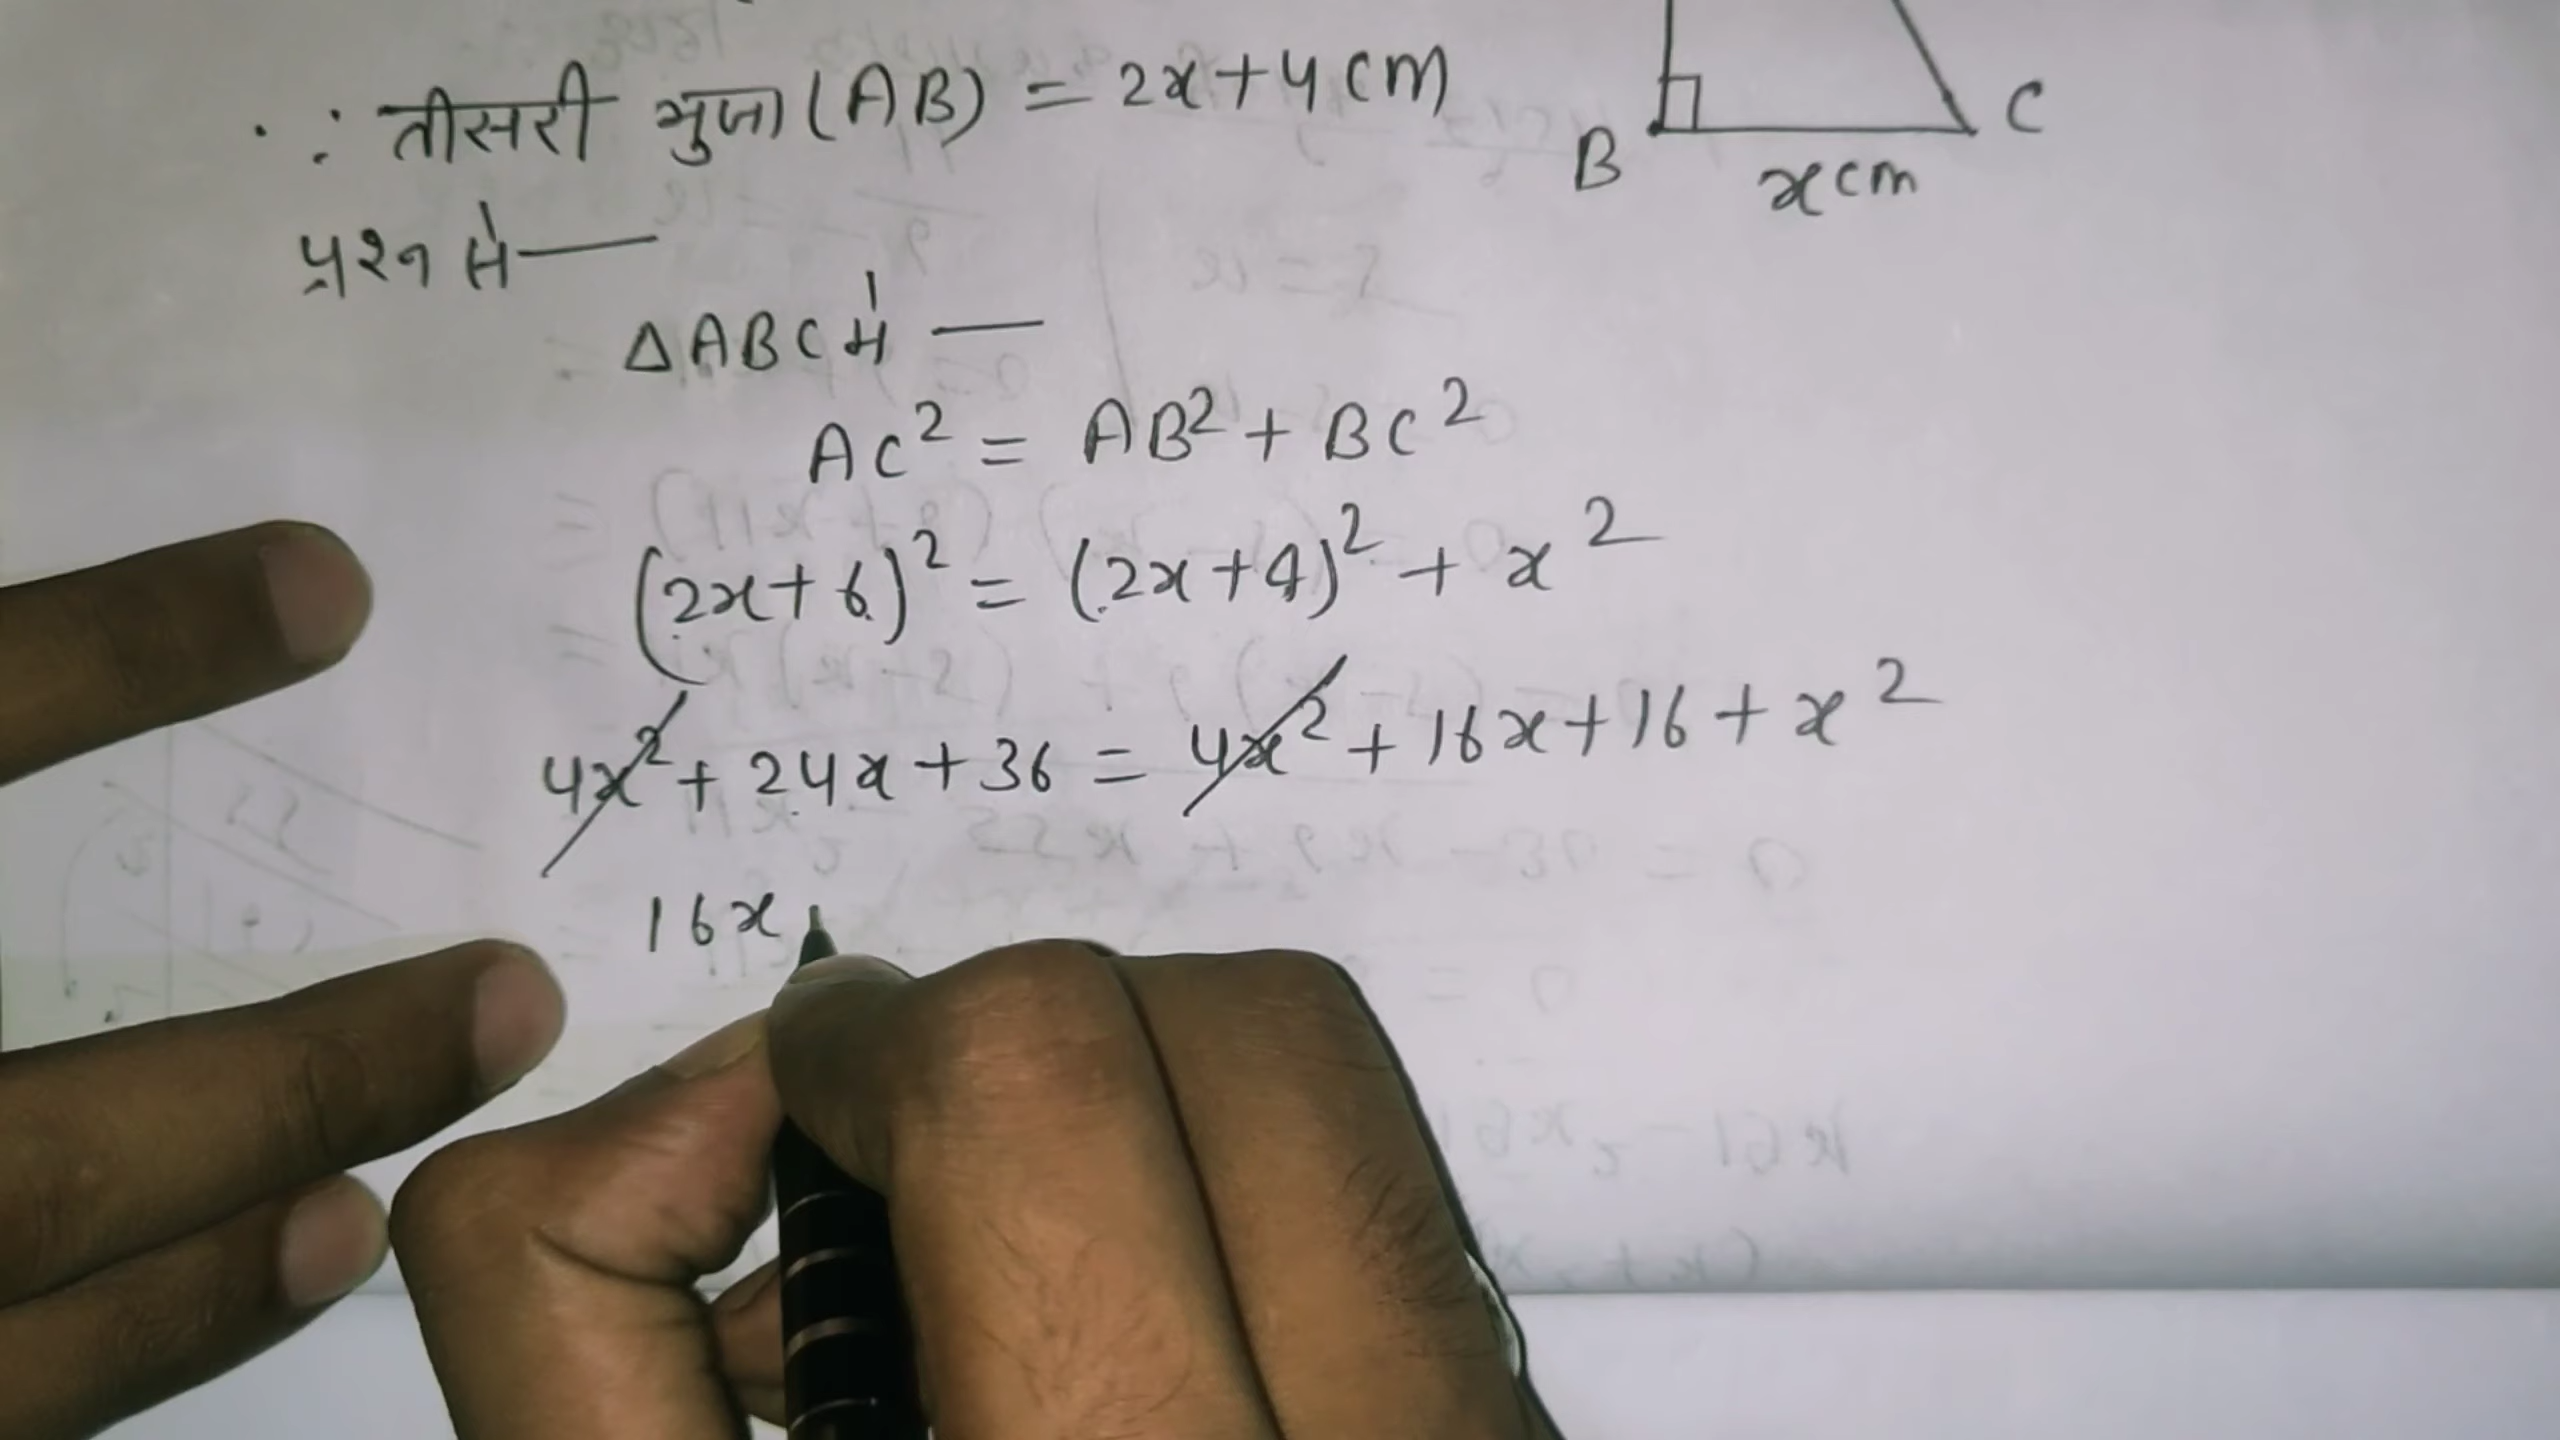 ∵ तीसरी भुजा (AB) = 2x+4 cm
B
C
x cm
प्रश्न से —
ΔABC में —
AC² = AB² + BC²
(2x+6)² = (2x+4)² + x²
4x² + 24x + 36 = 4x² + 16x + 16 + x²
16x